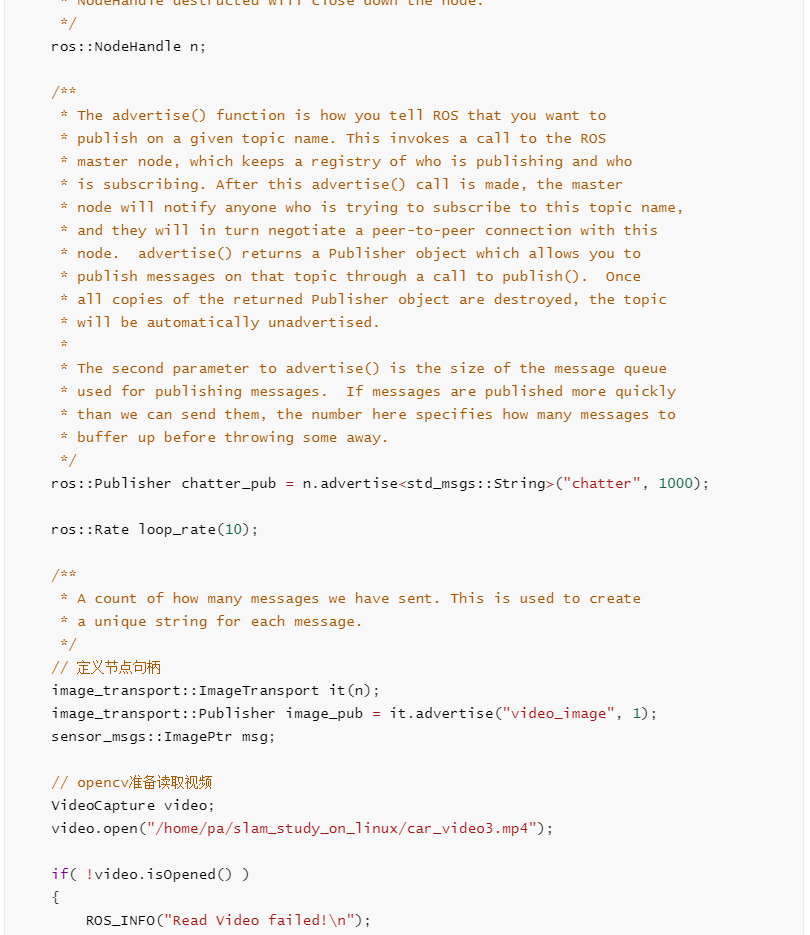 * NodeHandle destructed will close down the node.
*/
ros::NodeHandle n;
/**
* The advertise() function is how you tell ROS that you want to
* publish on a given topic name. This invokes a call to the ROS
* master node, which keeps a registry of who is publishing and who
* is subscribing. After this advertise() call is made, the master
* node will notify anyone who is trying to subscribe to this topic name,
* and they will in turn negotiate a peer-to-peer connection with this
* node.  advertise() returns a Publisher object which allows you to
* publish messages on that topic through a call to publish().  Once
* all copies of the returned Publisher object are destroyed, the topic
* will be automatically unadvertised.
*
* The second parameter to advertise() is the size of the message queue
* used for publishing messages.  If messages are published more quickly
* than we can send them, the number here specifies how many messages to
* buffer up before throwing some away.
*/
ros::Publisher chatter_pub = n.advertise<std_msgs::String>("chatter", 1000);
ros::Rate loop_rate(10);
/**
* A count of how many messages we have sent. This is used to create
* a unique string for each message.
*/
// 定义节点句柄
image_transport::ImageTransport it(n);
image_transport::Publisher image_pub = it.advertise("video_image", 1);
sensor_msgs::ImagePtr msg;
// opencv准备读取视频
VideoCapture video;
video.open("/home/pa/slam_study_on_linux/car_video3.mp4");
if( !video.isOpened() )
{
ROS_INFO("Read Video failed!\n");